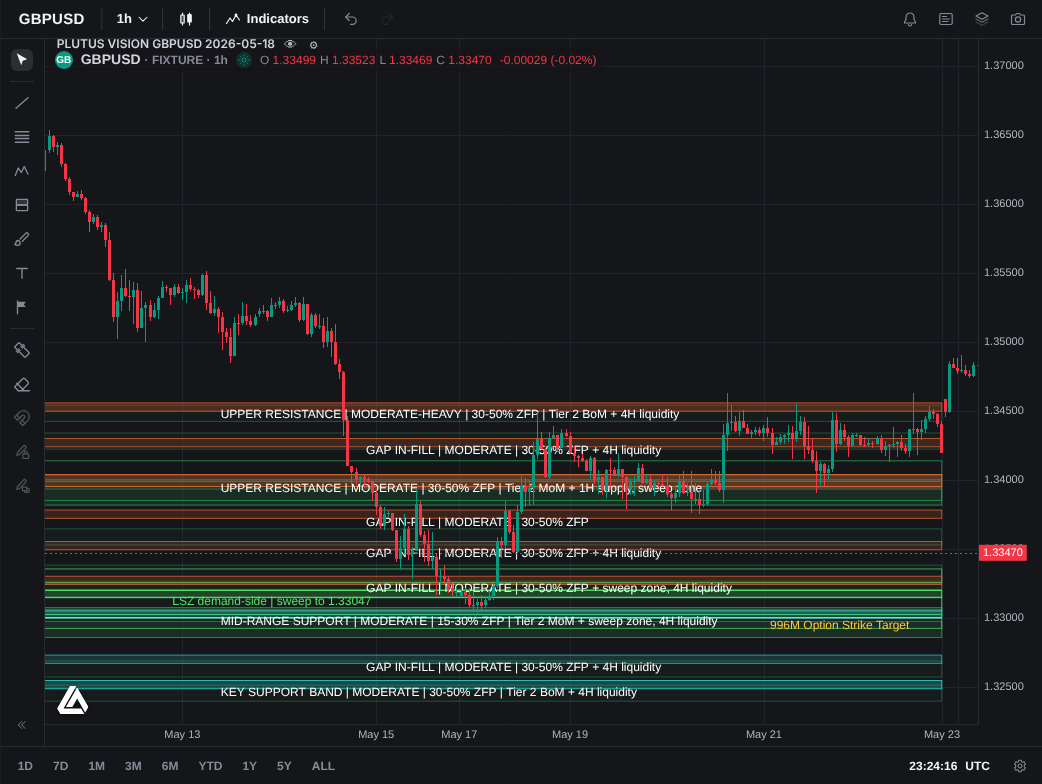 GBPUSD 1h Indicators
PLUTUS VISION GBPUSD 2026-05-18
GB GBPUSD · FIXTURE · 1h O 1.33499 H 1.33523 L 1.33469 C 1.33470 -0.00029 (-0.02%)
1.37000
1.36500
1.36000
1.35500
1.35000
1.34500
UPPER RESISTANCE | MODERATE-HEAVY | 30-50% ZFP | Tier 2 BoM + 4H liquidity
GAP IN-FILL | MODERATE | 30-50% ZFP + 4H liquidity
1.34000
UPPER RESISTANCE | MODERATE | 30-50% ZFP | Tier 2 MoM + 1H supply, sweep zone
GAP IN-FILL | MODERATE | 30-50% ZFP
GAP IN-FILL | MODERATE | 30-50% ZFP + 4H liquidity
1.33470
GAP IN-FILL | MODERATE | 30-50% ZFP + sweep zone, 4H liquidity
LSZ demand-side | sweep to 1.33047
1.33000
MID-RANGE SUPPORT | MODERATE | 15-30% ZFP | Tier 2 MoM + sweep zone, 4H liquidity
996M Option Strike Target
GAP IN-FILL | MODERATE | 30-50% ZFP + 4H liquidity
1.32500
KEY SUPPORT BAND | MODERATE | 30-50% ZFP | Tier 2 BoM + 4H liquidity
May 13 May 15 May 17 May 19 May 21 May 23
1D 7D 1M 3M 6M YTD 1Y 5Y ALL 23:24:16 UTC